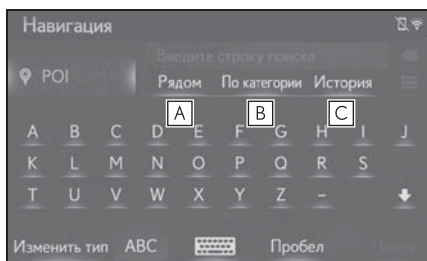 Навигация
Введите строку поиска
POI
Рядом По категории История
A B C
A B C D E F G H I J
K L M N O P Q R S
T U V W X Y Z -
Изменить тип ABC Пробел Поиск